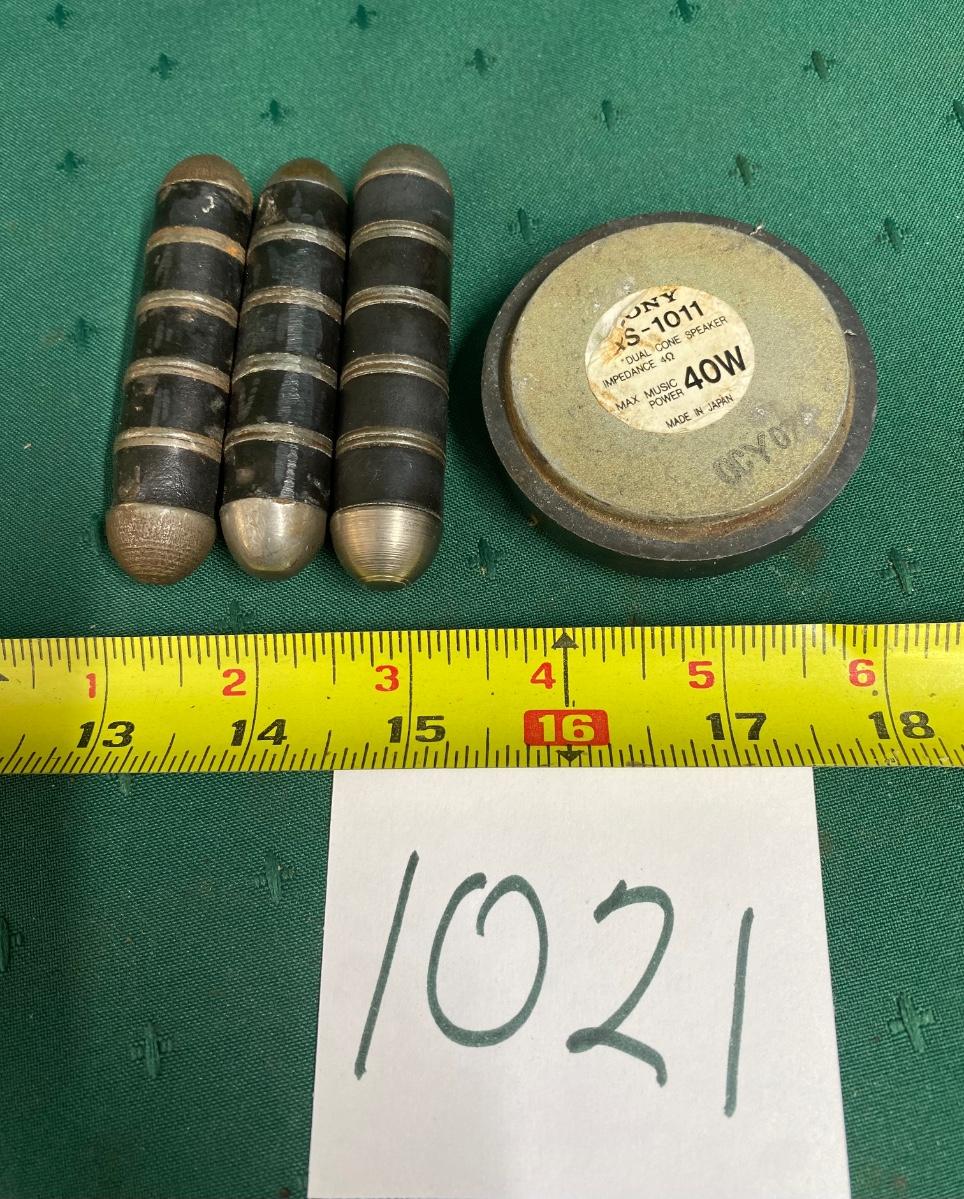 ONY
XS-1011
"DUAL CONE SPEAKER
IMPEDANCE 4Ω
MAX MUSIC POWER 40W
MADE IN JAPAN
1 2 3 4 5 6
13 14 15 16 17 18
1021